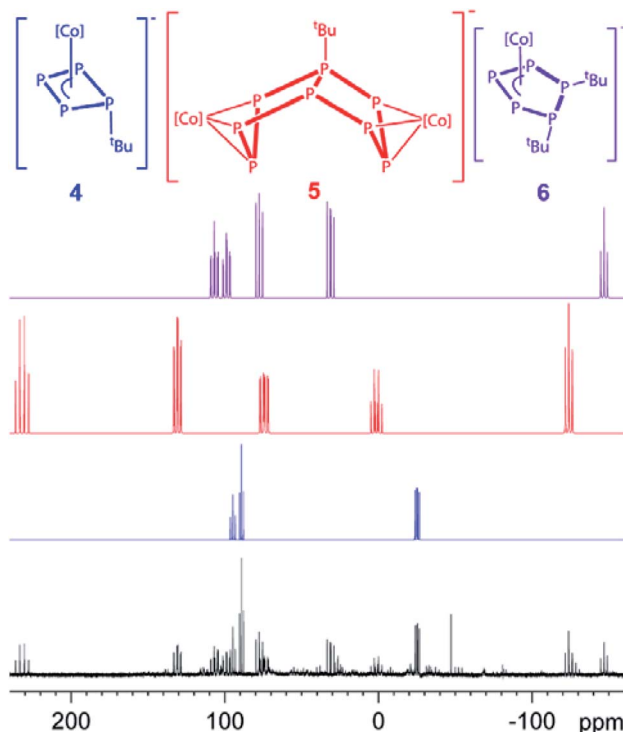 [Co]
P P
P P
ᵗBu
-
4
ᵗBu
P
P P P
[Co] P P [Co]
P P
-
5
[Co]
P P
P-ᵗBu
P P
ᵗBu
-
6
200 100 0 -100 ppm